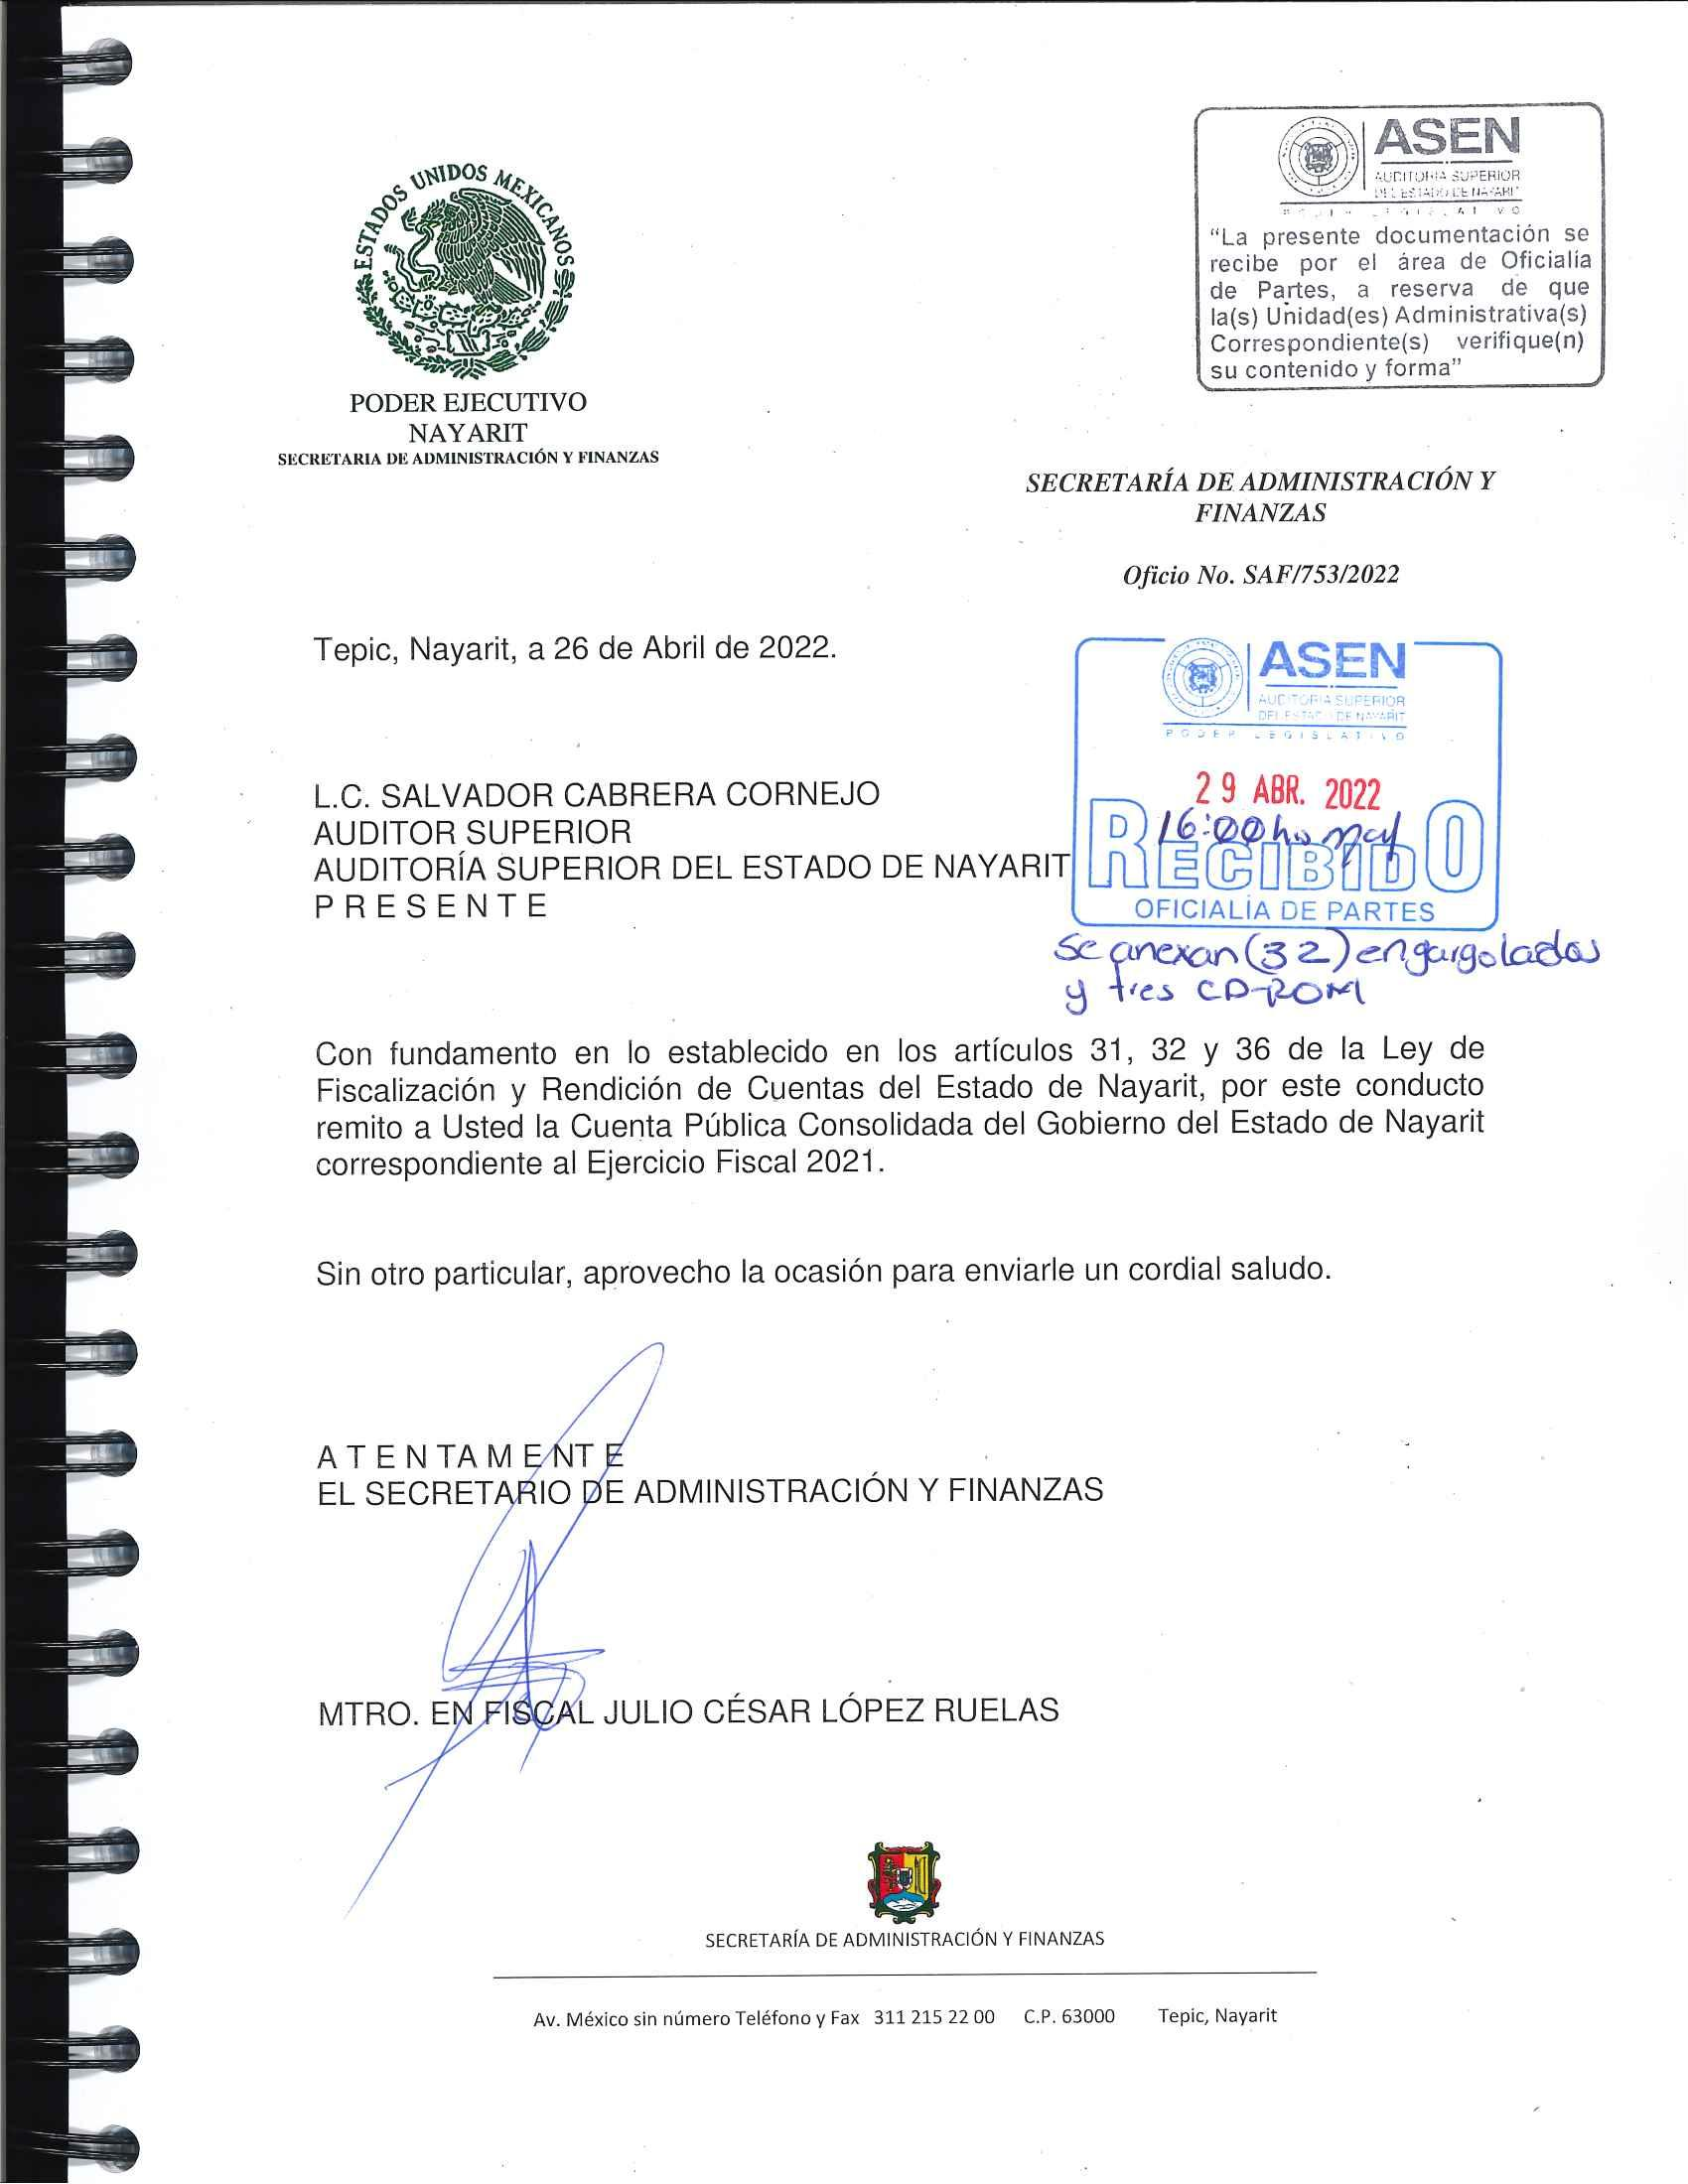 ASEN
AUDITORIA SUPERIOR
DEL ESTADO DE NAYARIT
PODER LEGISLATIVO
“La presente documentación se
recibe por el área de Oficialía
de Partes, a reserva de que
la(s) Unidad(es) Administrativa(s)
Correspondiente(s) verifique(n)
su contenido y forma”
ESTADOS UNIDOS MEXICANOS
PODER EJECUTIVO
NAYARIT
SECRETARIA DE ADMINISTRACIÓN Y FINANZAS
SECRETARÍA DE ADMINISTRACIÓN Y
FINANZAS
Oficio No. SAF/753/2022
Tepic, Nayarit, a 26 de Abril de 2022.
ASEN
AUDITORIA SUPERIOR
DEL ESTADO DE NAYARIT
PODER LEGISLATIVO
29 ABR. 2022
16:00 hs
RECIBIDO
OFICIALÍA DE PARTES
Se anexan (32) engargolados
y tres CD-ROM
L.C. SALVADOR CABRERA CORNEJO
AUDITOR SUPERIOR
AUDITORÍA SUPERIOR DEL ESTADO DE NAYARIT
P R E S E N T E
Con fundamento en lo establecido en los artículos 31, 32 y 36 de la Ley de
Fiscalización y Rendición de Cuentas del Estado de Nayarit, por este conducto
remito a Usted la Cuenta Pública Consolidada del Gobierno del Estado de Nayarit
correspondiente al Ejercicio Fiscal 2021.
Sin otro particular, aprovecho la ocasión para enviarle un cordial saludo.
A T E N T A M E N T E
EL SECRETARIO DE ADMINISTRACIÓN Y FINANZAS
MTRO. EN FISCAL JULIO CÉSAR LÓPEZ RUELAS
SECRETARÍA DE ADMINISTRACIÓN Y FINANZAS
Av. México sin número Teléfono y Fax 311 215 22 00 C.P. 63000 Tepic, Nayarit